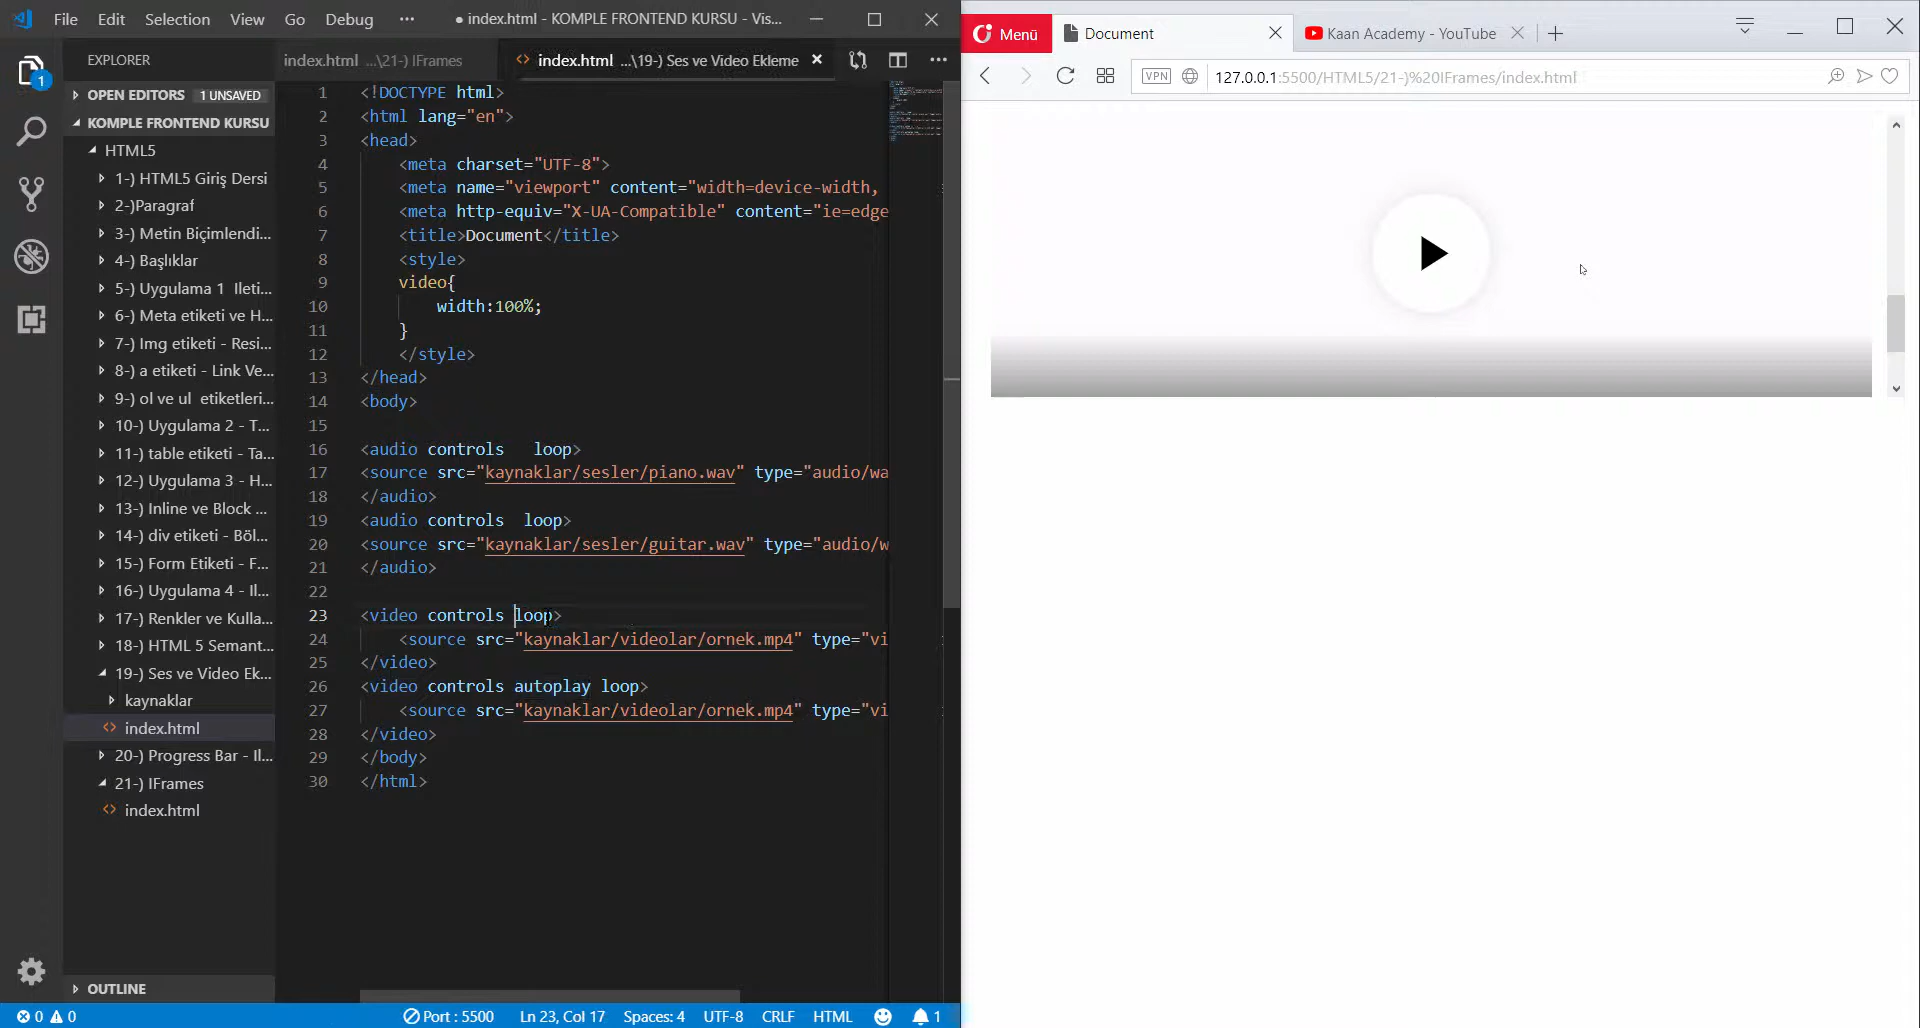 File Edit Selection View Go Debug ··· ● index.html - KOMPLE FRONTEND KURSU - Vis...
EXPLORER
1
OPEN EDITORS 1 UNSAVED
KOMPLE FRONTEND KURSU
HTML5
1-) HTML5 Giriş Dersi
2-)Paragraf
3-) Metin Biçimlendi...
4-) Başlıklar
5-) Uygulama 1 Ileti...
6-) Meta etiketi ve H...
7-) Img etiketi - Resi...
8-) a etiketi - Link Ve...
9-) ol ve ul etiketleri...
10-) Uygulama 2 - T...
11-) table etiketi - Ta...
12-) Uygulama 3 - H...
13-) Inline ve Block ...
14-) div etiketi - Böl...
15-) Form Etiketi - F...
16-) Uygulama 4 - Il...
17-) Renkler ve Kulla...
18-) HTML 5 Semant...
19-) Ses ve Video Ek...
kaynaklar
index.html
20-) Progress Bar - Il...
21-) IFrames
index.html
OUTLINE
index.html ...\21-) IFrames
index.html ...\19-) Ses ve Video Ekleme
1 <!DOCTYPE html>
2 <html lang="en">
3 <head>
4 <meta charset="UTF-8">
5 <meta name="viewport" content="width=device-width,
6 <meta http-equiv="X-UA-Compatible" content="ie=edge
7 <title>Document</title>
8 <style>
9 video{
10 width:100%;
11 }
12 </style>
13 </head>
14 <body>
15
16 <audio controls   loop>
17 <source src="kaynaklar/sesler/piano.wav" type="audio/wa
18 </audio>
19 <audio controls  loop>
20 <source src="kaynaklar/sesler/guitar.wav" type="audio/w
21 </audio>
22
23 <video controls loop>
24 <source src="kaynaklar/videolar/ornek.mp4" type="vi
25 </video>
26 <video controls autoplay loop>
27 <source src="kaynaklar/videolar/ornek.mp4" type="vi
28 </video>
29 </body>
30 </html>
0 0 Port : 5500 Ln 23, Col 17 Spaces: 4 UTF-8 CRLF HTML 1
Menü Document Kaan Academy - YouTube
VPN 127.0.0.1:5500/HTML5/21-)%20IFrames/index.html